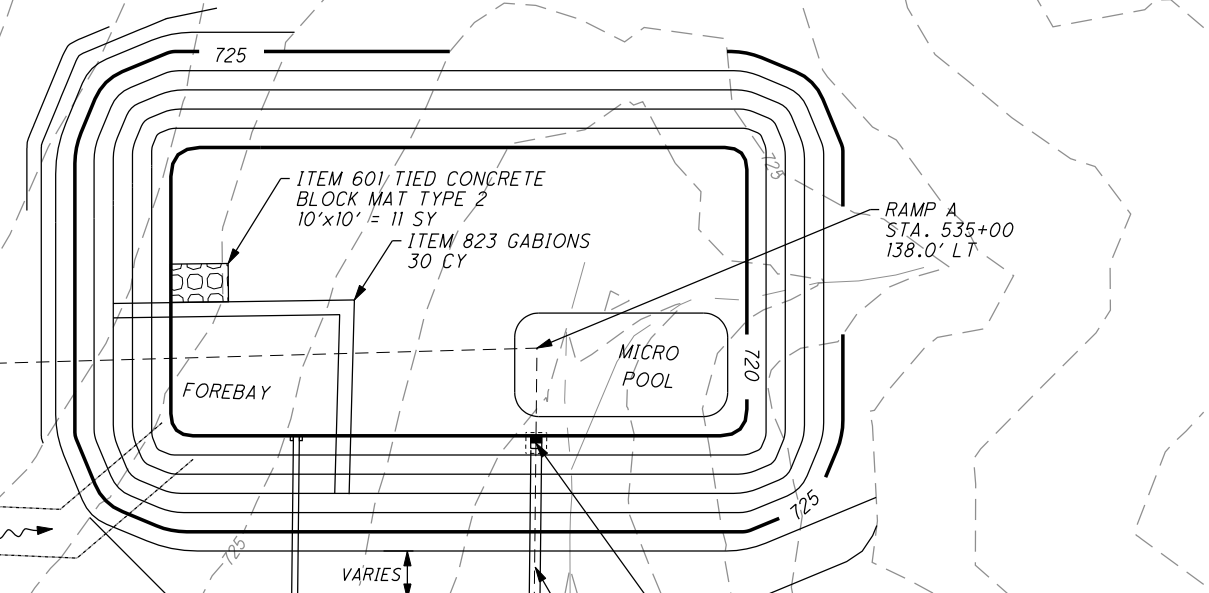 725
ITEM 601 TIED CONCRETE
BLOCK MAT TYPE 2
10'x10' = 11 SY
ITEM 823 GABIONS
30 CY
725
RAMP A
STA. 535+00
138.0' LT
MICRO
POOL
720
FOREBAY
725
725
VARIES